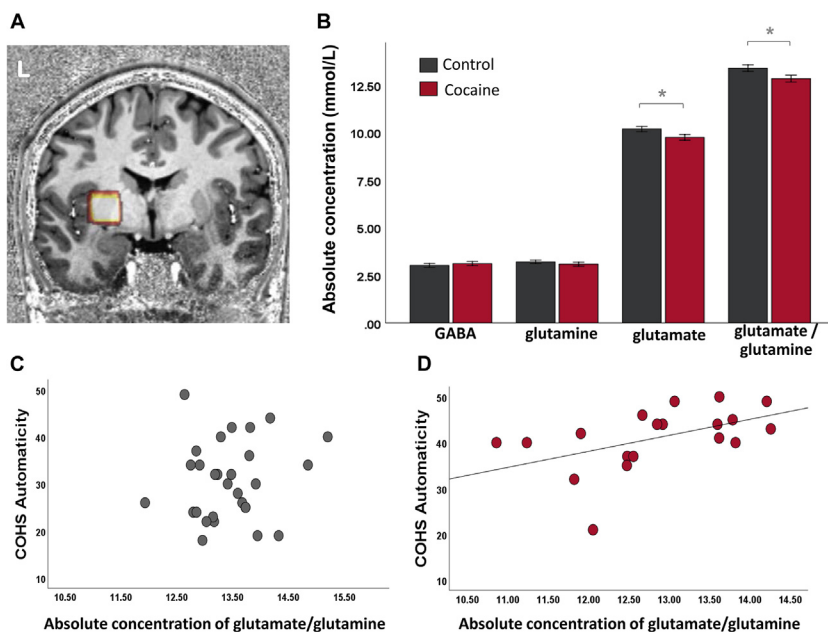 A
L
B
Absolute concentration (mmol/L)
12.50
10.00
7.50
5.00
2.50
.00
Control
Cocaine
*
*
GABA
glutamine
glutamate
glutamate/
glutamine
C
COHS Automaticity
50
40
30
20
10
10.50 11.50 12.50 13.50 14.50 15.50
Absolute concentration of glutamate/glutamine
D
COHS Automaticity
50
40
30
20
10
10.50 11.00 11.50 12.00 12.50 13.00 13.50 14.00 14.50
Absolute concentration of glutamate/glutamine